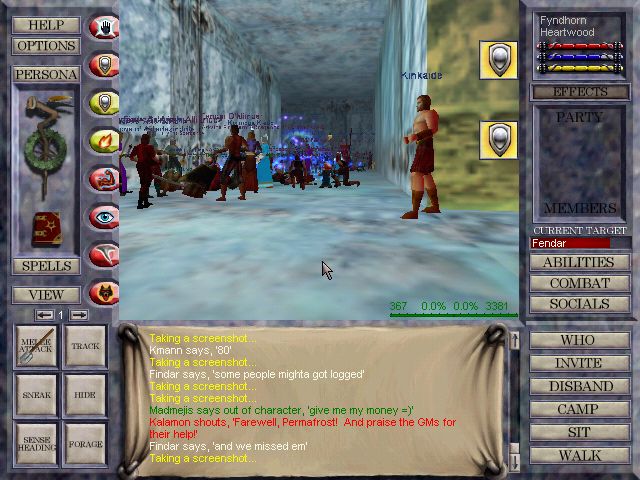 HELP
OPTIONS
PERSONA
SPELLS
VIEW
1
MELEE
ATTACK
TRACK
SNEAK
HIDE
SENSE
HEADING
FORAGE
Kinkaide
367 0.0% 0.0% 3381
Taking a screenshot...
Kmann says, '80'
Taking a screenshot...
Findar says, 'some people mighta got logged'
Taking a screenshot...
Taking a screenshot...
Madmejis says out of character, 'give me my money =)'
Kalamon shouts, 'Farewell, Permafrost!  And praise the GMs for
their help!'
Findar says, 'and we missed em'
Taking a screenshot...
Fyndhorn
Heartwood
EFFECTS
PARTY
MEMBERS
CURRENT TARGET
Fendar
ABILITIES
COMBAT
SOCIALS
WHO
INVITE
DISBAND
CAMP
SIT
WALK